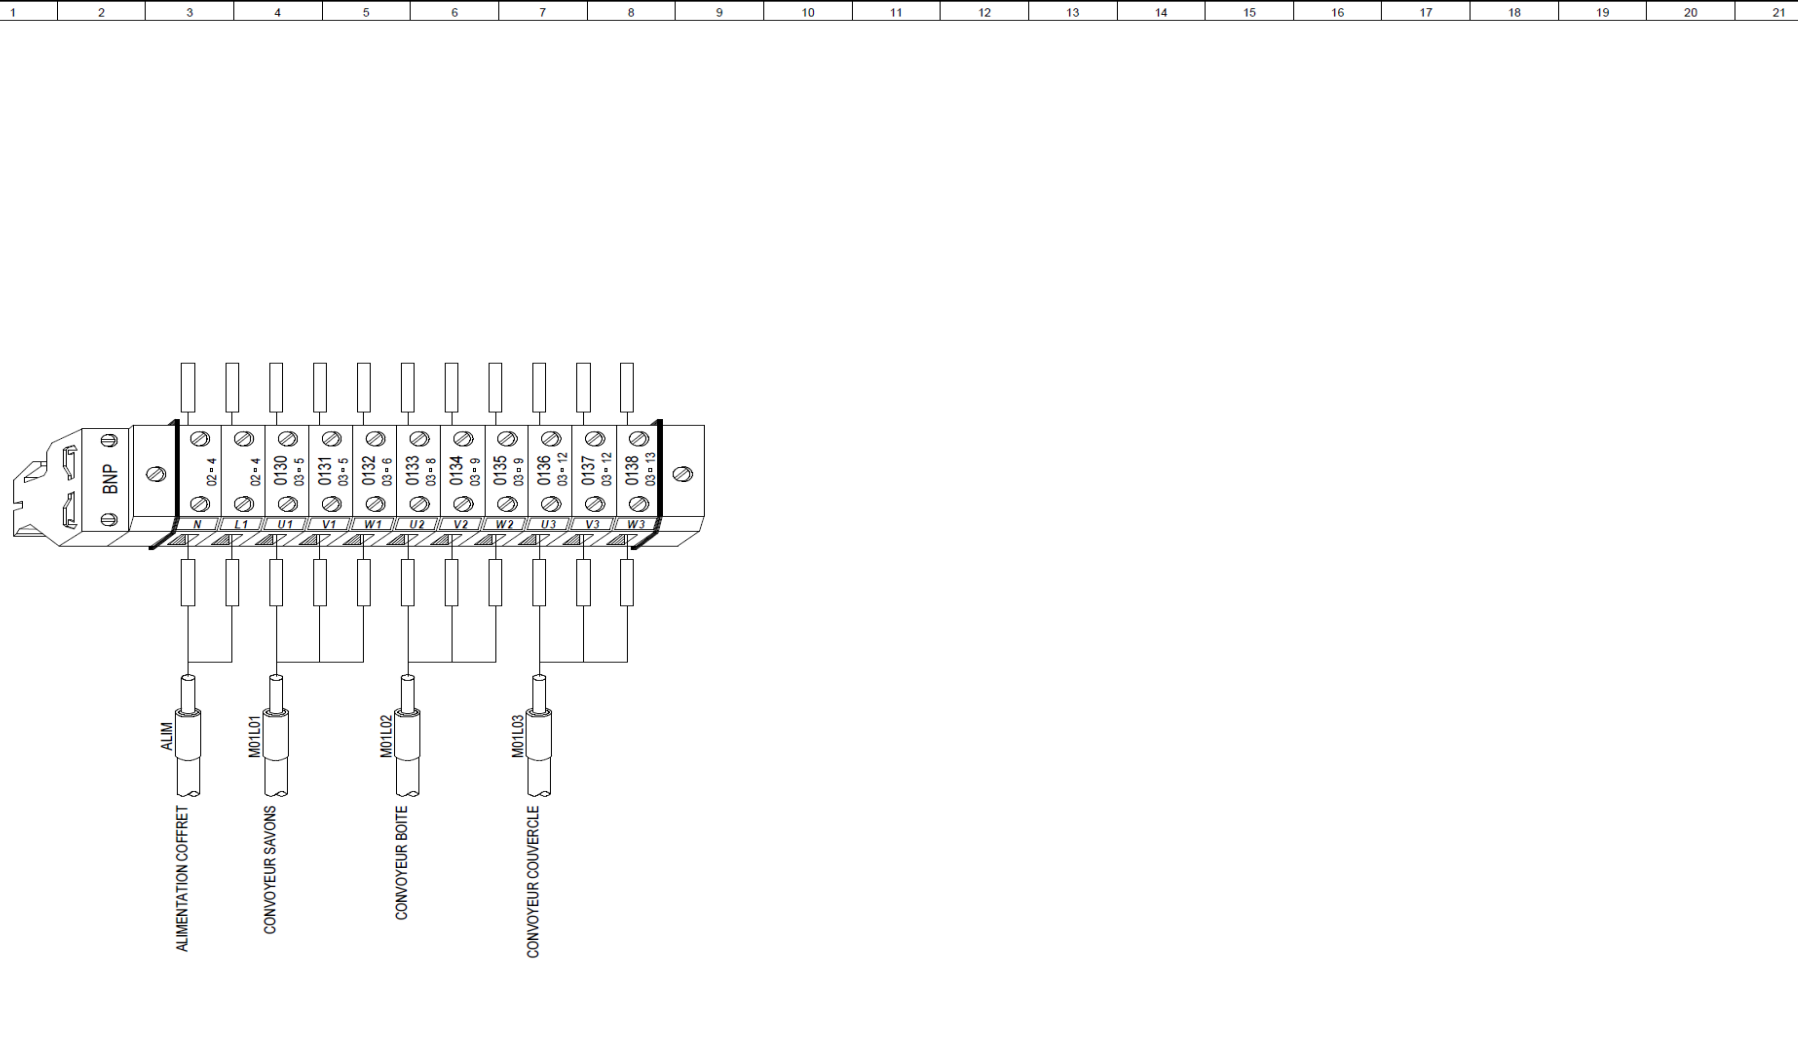 1 2 3 4 5 6 7 8 9 10 11 12 13 14 15 16 17 18 19 20 21
BNP
02-4
02-4
0130
03-5
0131
03-5
0132
03-6
0133
03-8
0134
03-9
0135
03-9
0136
03-12
0137
03-12
0138
03-13
N L1 U1 V1 W1 U2 V2 W2 U3 V3 W3
ALIM
M01L01
M01L02
M01L03
ALIMENTATION COFFRET
CONVOYEUR SAVONS
CONVOYEUR BOITE
CONVOYEUR COUVERCLE